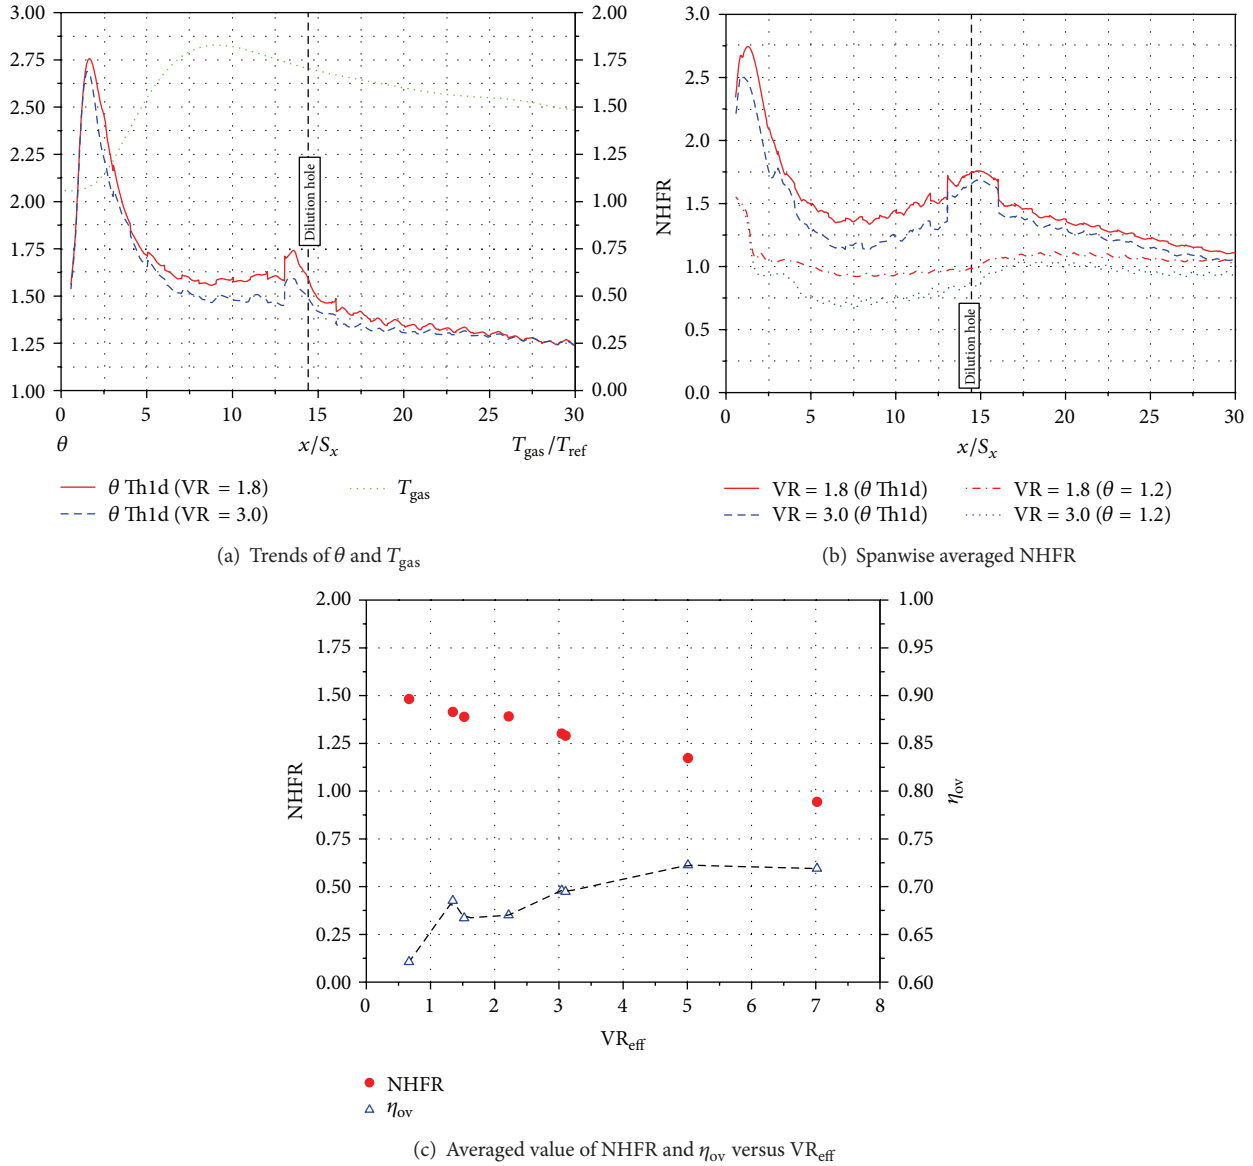 3.00
2.75
2.50
2.25
2.00
1.75
1.50
1.25
1.00
2.00
1.75
1.50
1.25
1.00
0.75
0.50
0.25
0.00
Dilution hole
0 5 10 15 20 25 30
θ x/Sx Tgas/Tref
θ Th1d (VR = 1.8)
θ Th1d (VR = 3.0)
Tgas
(a) Trends of θ and Tgas
NHFR
3.0
2.5
2.0
1.5
1.0
0.5
0.0
Dilution hole
0 5 10 15 20 25 30
x/Sx
VR = 1.8 (θ Th1d)
VR = 3.0 (θ Th1d)
VR = 1.8 (θ = 1.2)
VR = 3.0 (θ = 1.2)
(b) Spanwise averaged NHFR
NHFR
2.00
1.75
1.50
1.25
1.00
0.75
0.50
0.25
0.00
1.00
0.95
0.90
0.85
0.80
0.75
0.70
0.65
0.60
ηov
0 1 2 3 4 5 6 7 8
VReff
NHFR
ηov
(c) Averaged value of NHFR and ηov versus VReff